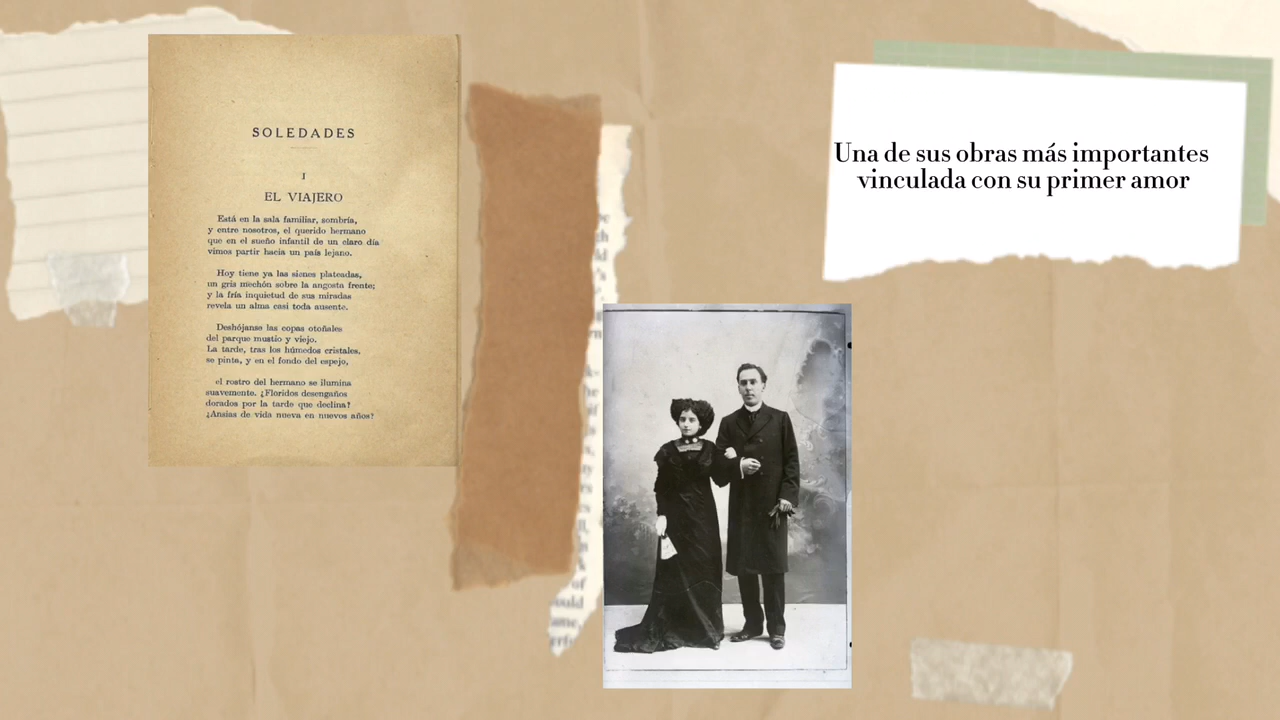 SOLEDADES
I
EL VIAJERO
Está en la sala familiar, sombría,
y entre nosotros, el querido hermano
que en el sueño infantil de un claro día
vimos partir hacia un país lejano.
Hoy tiene ya las sienes plateadas,
un gris mechón sobre la angosta frente;
y la fría inquietud de sus miradas
revela un alma casi toda ausente.
Deshójanse las copas otoñales
del parque mustio y viejo.
La tarde, tras los húmedos cristales,
se pinta, y en el fondo del espejo,
el rostro del hermano se ilumina
suavemente. ¿Floridos desengaños
dorados por la tarde que declina?
¿Ansias de vida nueva en nuevos años?
Una de sus obras más importantes
vinculada con su primer amor
of
ould